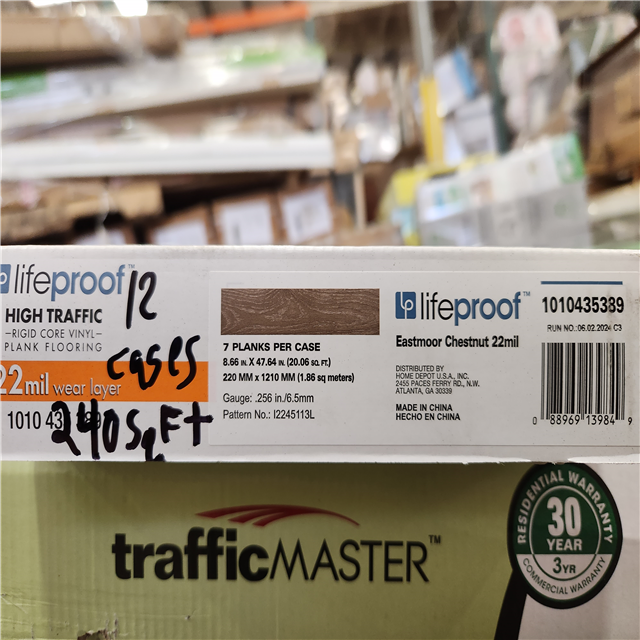 lifeproof™
HIGH TRAFFIC
–RIGID CORE VINYL–
PLANK FLOORING
22mil wear layer
1010 43
12
cases
240 Sq Ft
7 PLANKS PER CASE
8.66 IN. X 47.64 IN. (20.06 SQ. FT.)
220 MM x 1210 MM (1.86 sq meters)
Gauge: .256 in./6.5mm
Pattern No.: I2245113L
lifeproof™
Eastmoor Chestnut 22mil
DISTRIBUTED BY
HOME DEPOT U.S.A., INC.
2455 PACES FERRY RD., N.W.
ATLANTA, GA 30339
MADE IN CHINA
HECHO EN CHINA
1010435389
RUN NO.:06.02.2024 C3
0 88969 13984 9
trafficMASTER™
RESIDENTIAL WARRANTY
30
YEAR
3YR
COMMERCIAL WARRANTY